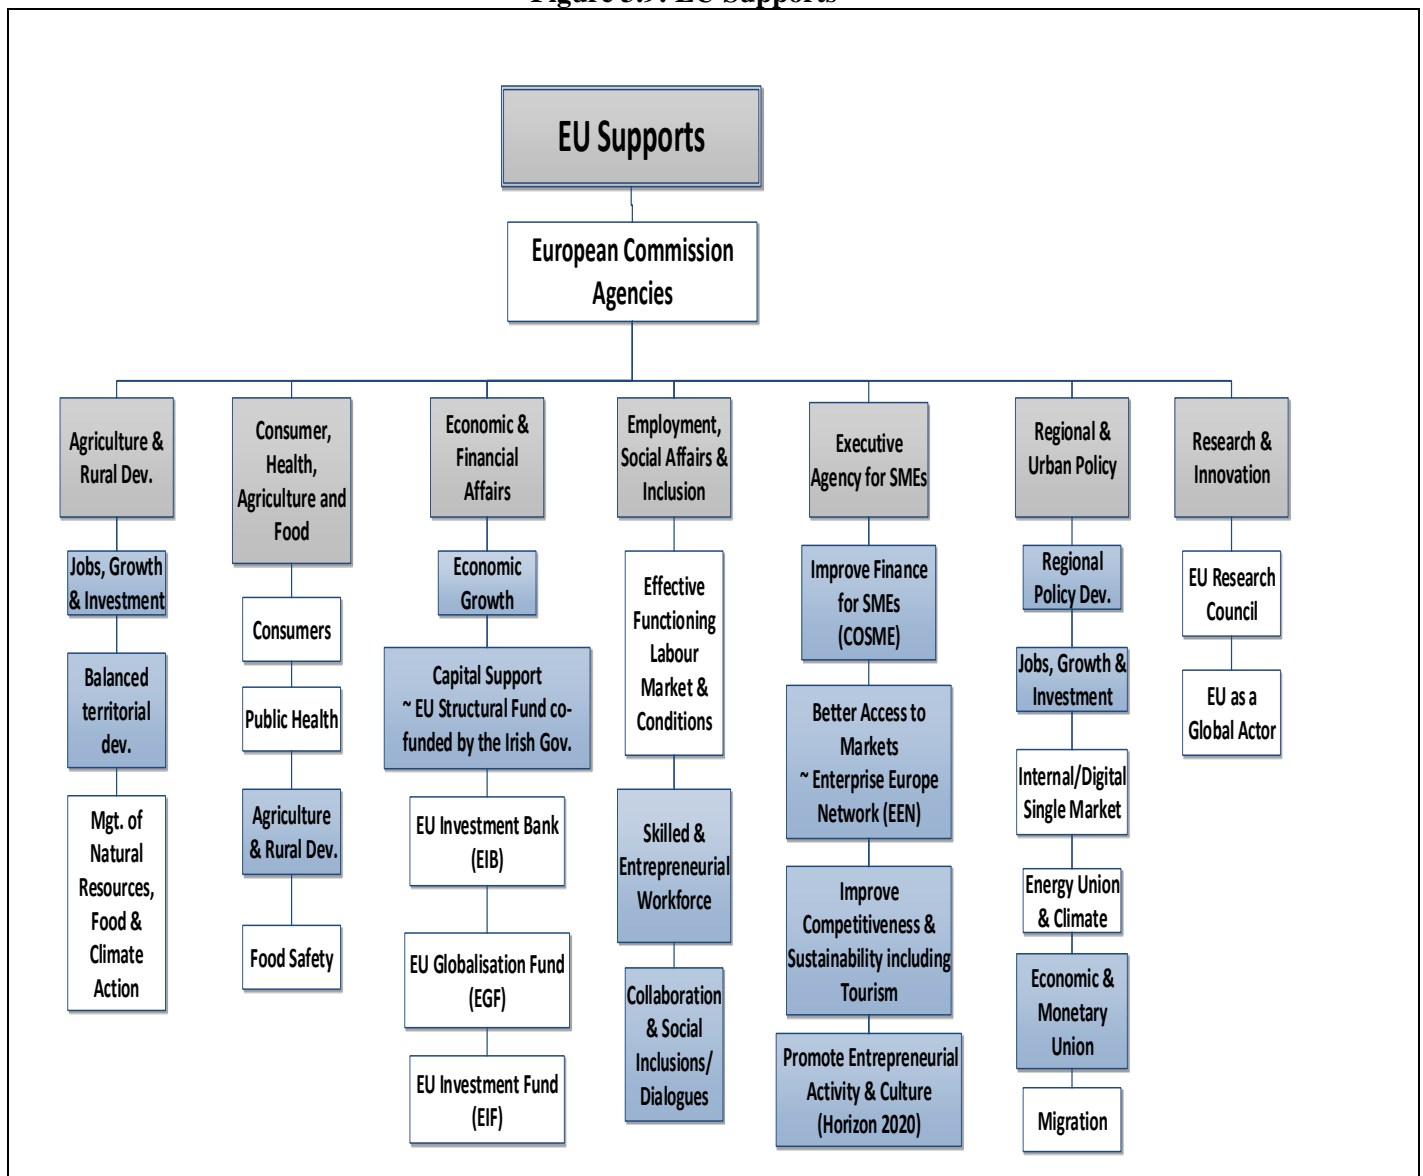 Figure 3.9: EU Supports
EU Supports
European Commission
Agencies
Agriculture &
Rural Dev.
Jobs, Growth
& Investment
Balanced
territorial
dev.
Mgt. of
Natural
Resources,
Food &
Climate
Action
Consumer,
Health,
Agriculture and
Food
Consumers
Public Health
Agriculture
& Rural Dev.
Food Safety
Economic &
Financial
Affairs
Economic
Growth
Capital Support
~ EU Structural Fund co-
funded by the Irish Gov.
EU Investment Bank
(EIB)
EU Globalisation Fund
(EGF)
EU Investment Fund
(EIF)
Employment,
Social Affairs &
Inclusion
Effective
Functioning
Labour
Market &
Conditions
Skilled &
Entrepreneurial
Workforce
Collaboration
& Social
Inclusions/
Dialogues
Executive
Agency for SMEs
Improve Finance
for SMEs
(COSME)
Better Access to
Markets
~ Enterprise Europe
Network (EEN)
Improve
Competitiveness &
Sustainability including
Tourism
Promote Entrepreneurial
Activity & Culture
(Horizon 2020)
Regional &
Urban Policy
Regional
Policy Dev.
Jobs, Growth &
Investment
Internal/Digital
Single Market
Energy Union
& Climate
Economic &
Monetary
Union
Migration
Research &
Innovation
EU Research
Council
EU as a
Global Actor